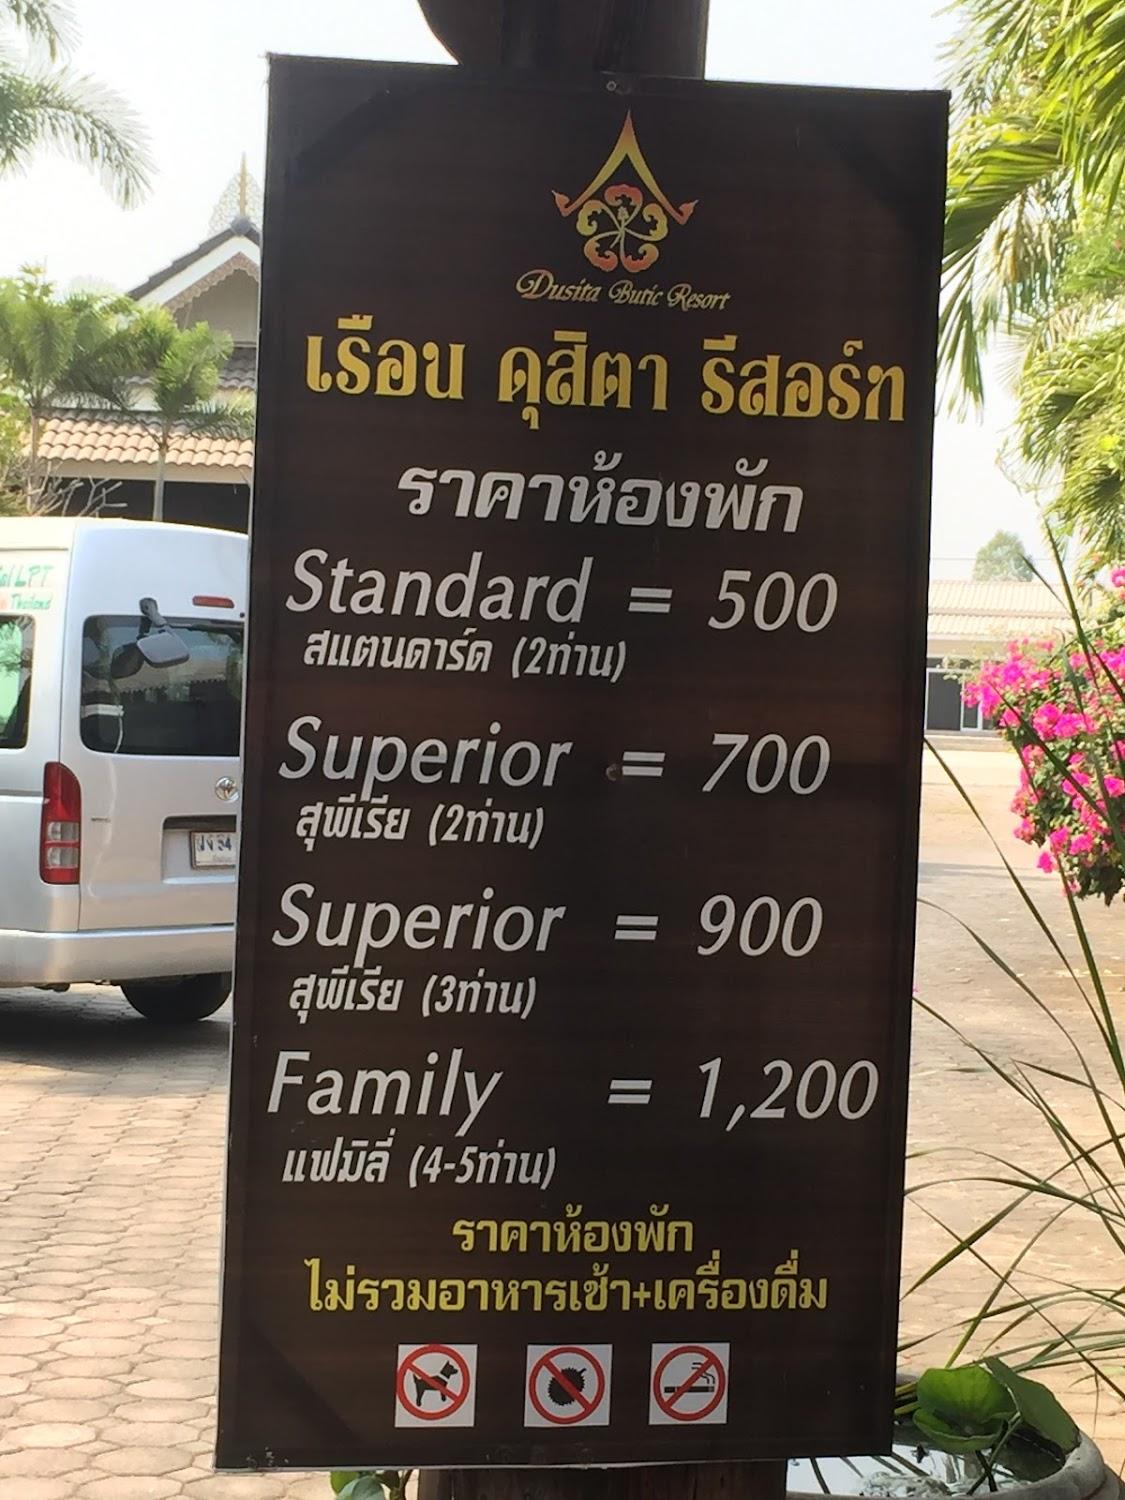 Dusita Butic Resort
เรือน ดุสิตา รีสอร์ท
ราคาห้องพัก
Standard = 500
สแตนดาร์ด (2ท่าน)
Superior = 700
สุพีเรีย (2ท่าน)
Superior = 900
สุพีเรีย (3ท่าน)
Family = 1,200
แฟมิลี่ (4-5ท่าน)
ราคาห้องพัก
ไม่รวมอาหารเช้า+เครื่องดื่ม
LPT
Thailand